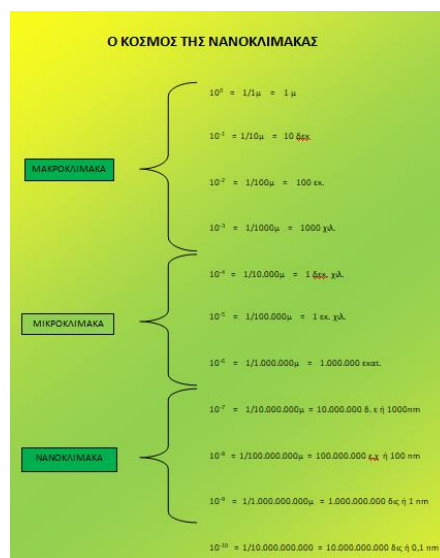 Ο ΚΟΣΜΟΣ ΤΗΣ ΝΑΝΟΚΛΙΜΑΚΑΣ
10⁰ = 1/1μ = 1 μ
10⁻¹ = 1/10μ = 10 δεκ
ΜΑΚΡΟΚΛΙΜΑΚΑ
10⁻² = 1/100μ = 100 εκ.
10⁻³ = 1/1000μ = 1000 χιλ.
10⁻⁴ = 1/10.000μ = 1 δεκ. χιλ.
10⁻⁵ = 1/100.000μ = 1 εκ. χιλ.
ΜΙΚΡΟΚΛΙΜΑΚΑ
10⁻⁶ = 1/1.000.000μ = 1.000.000 εκατ.
10⁻⁷ = 1/10.000.000μ = 10.000.000 δ. ε ή 1000nm
ΝΑΝΟΚΛΙΜΑΚΑ
10⁻⁸ = 1/100.000.000μ = 100.000.000 ε.χ ή 100 nm
10⁻⁹ = 1/1.000.000.000μ = 1.000.000.000 δις ή 1 nm
10⁻¹⁰ = 1/10.000.000.000 = 10.000.000.000 δις ή 0,1 nm